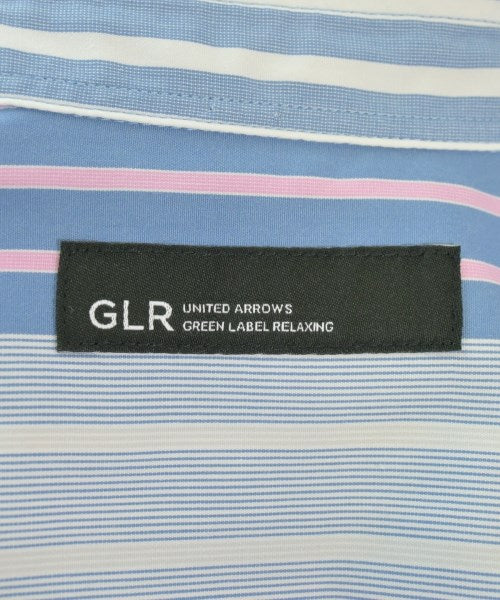 GLR
UNITED ARROWS
GREEN LABEL RELAXING